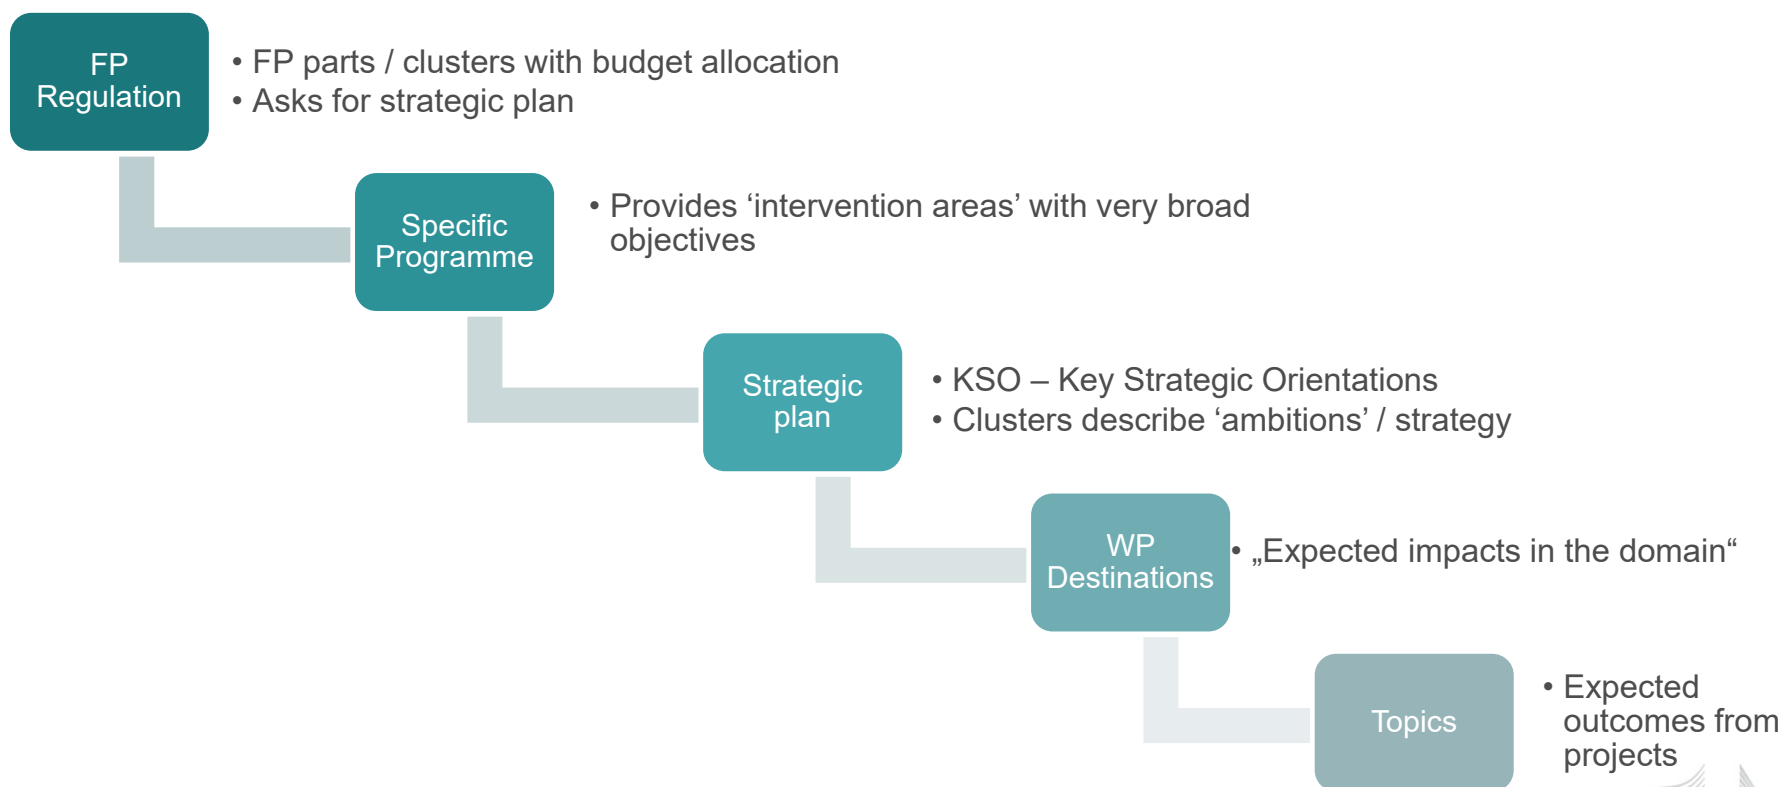 FP
Regulation
• FP parts / clusters with budget allocation
• Asks for strategic plan
Specific
Programme
• Provides ‘intervention areas’ with very broad
objectives
Strategic
plan
• KSO – Key Strategic Orientations
• Clusters describe ‘ambitions’ / strategy
WP
Destinations
• „Expected impacts in the domain“
Topics
• Expected
outcomes from
projects